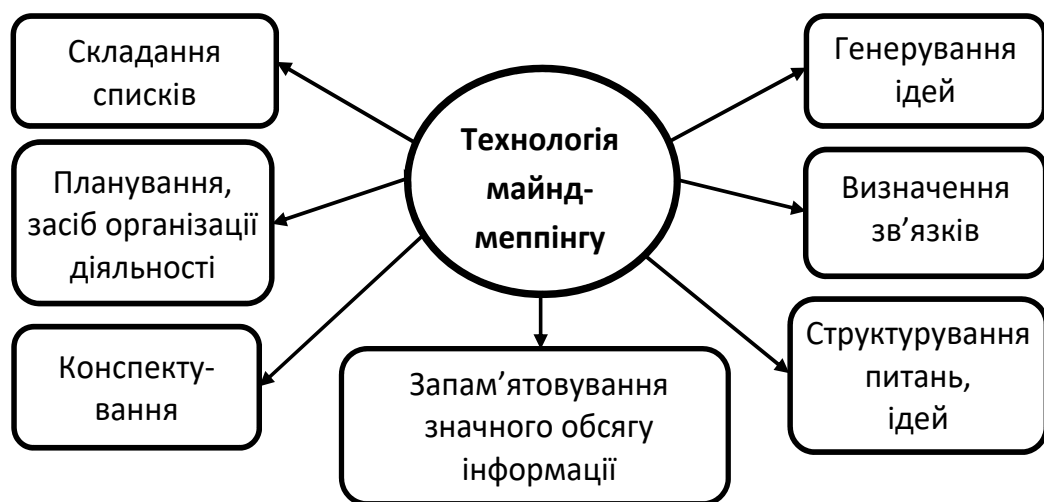 Складання
списків
Планування,
засіб організації
діяльності
Конспекту-
вання
Технологія
майнд-
меппінгу
Запам’ятовування
значного обсягу
інформації
Генерування
ідей
Визначення
зв’язків
Структурування
питань,
ідей